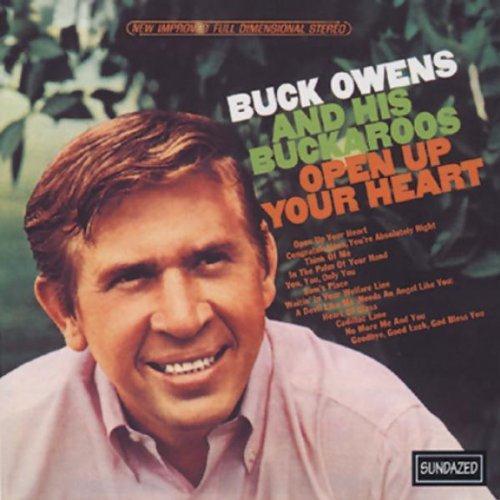 NEW IMPROVED FULL DIMENSIONAL STEREO
BUCK OWENS
AND HIS
BUCKAROOS
OPEN UP
YOUR HEART
Open Up Your Heart
Congratulations, You're Absolutely Right
Think Of Me
In The Palm Of Your Hand
You, You, Only You
Sam's Place
Waitin' In Your Welfare Line
A Devil Like Me Needs An Angel Like You
Heart Of Glass
Cadillac Lane
No More Me And You
Goodbye, Good Luck, God Bless You
SUNDAZED